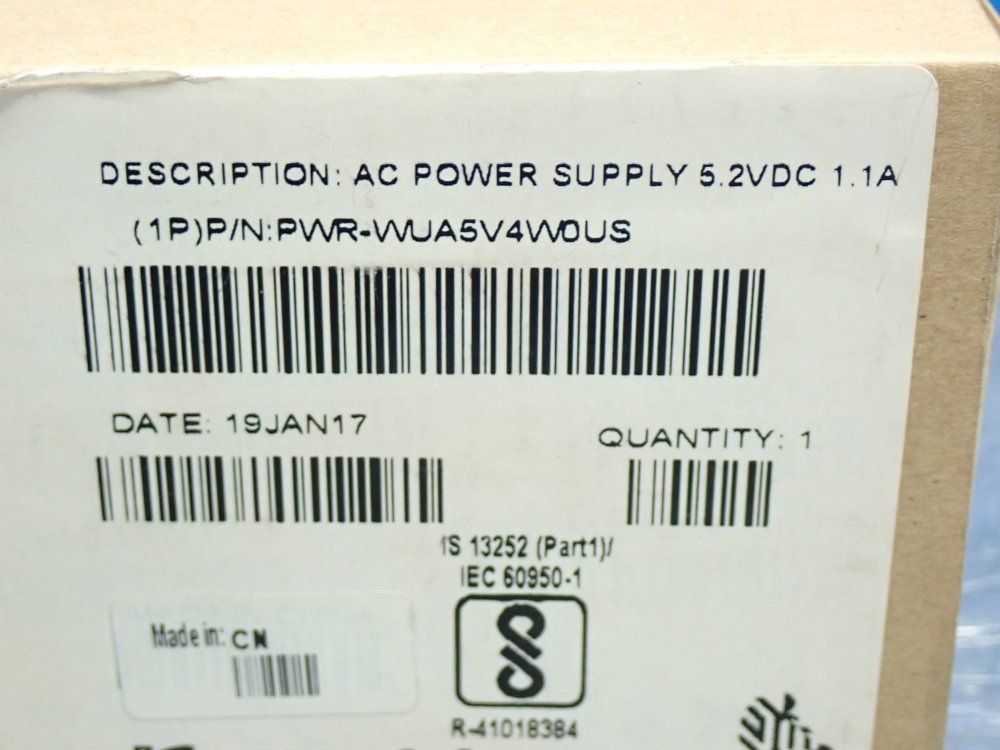 DESCRIPTION: AC POWER SUPPLY 5.2VDC 1.1A
(1P)P/N:PWR-WUA5V4W0US
DATE: 19JAN17
QUANTITY: 1
IS 13252 (Part1)/
IEC 60950-1
Made in: CN
R-41018384